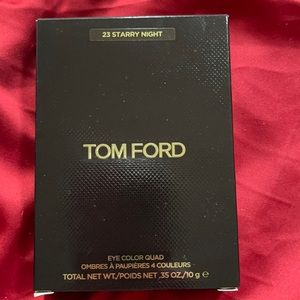 23 STARRY NIGHT
TOM FORD
EYE COLOR QUAD
OMBRES À PAUPIÈRES 4 COULEURS
TOTAL NET WT./POIDS NET .35 OZ./10 g ℮